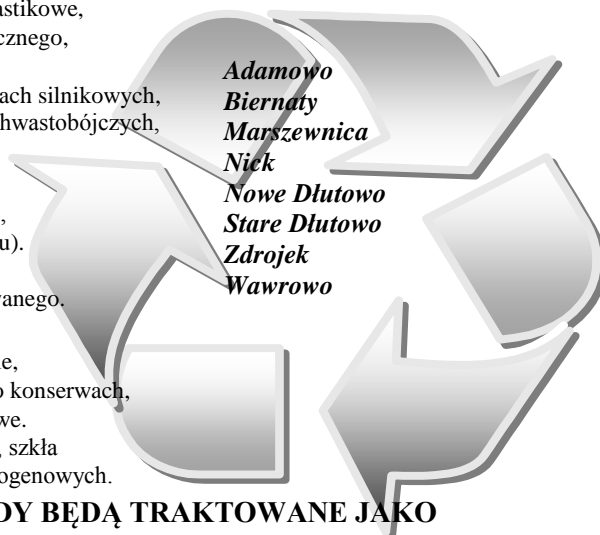 astikowe,
cznego,
ach silnikowych,
hwastobójczych,
,
u).
vanego.
e,
o konserwach,
we.
, szkła
ogenowych.
DY BĘDĄ TRAKTOWANE JAKO
Adamowo
Biernaty
Marszewnica
Nick
Nowe Dłutowo
Stare Dłutowo
Zdrojek
Wawrowo